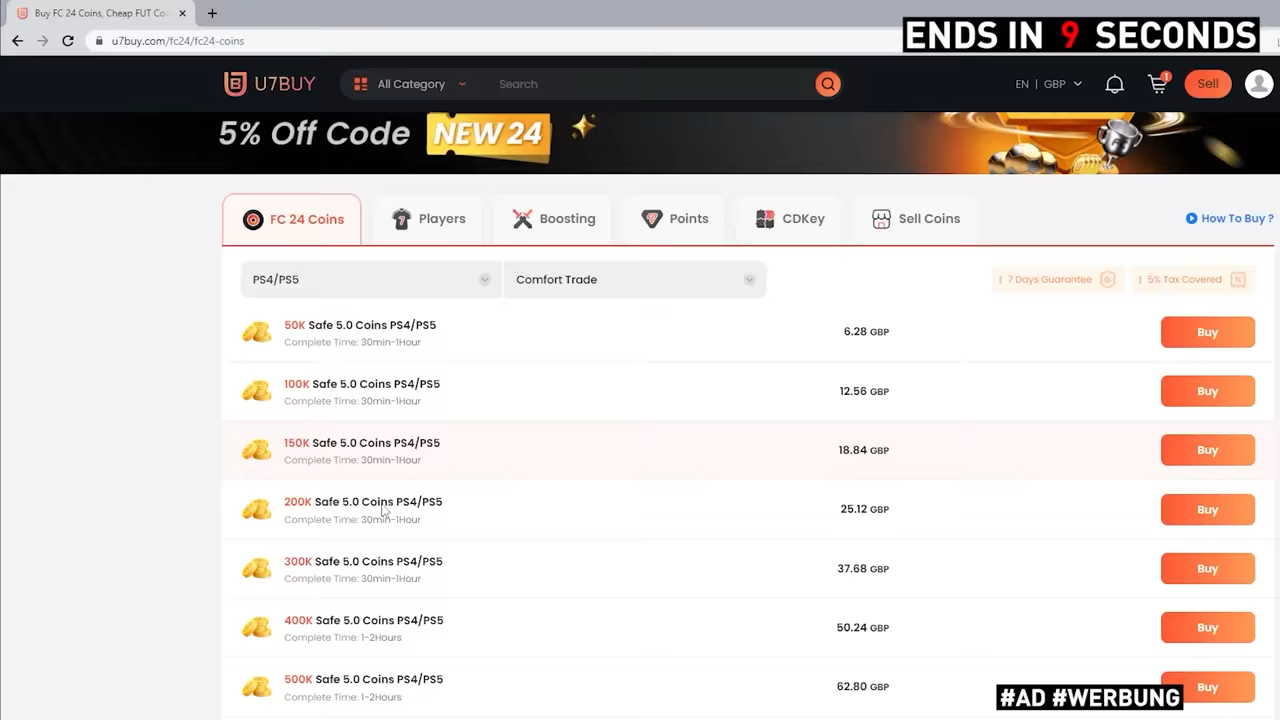 Buy FC 24 Coins, Cheap FUT Co
ENDS IN 9 SECONDS
u7buy.com/fc24/fc24-coins
U7BUY
All Category
Search
EN | GBP
1
Sell
5% Off Code NEW 24
FC 24 Coins
Players
Boosting
Points
CDKey
Sell Coins
How To Buy ?
PS4/PS5
Comfort Trade
7 Days Guarantee
5% Tax Covered
50K Safe 5.0 Coins PS4/PS5
Complete Time: 30min-1Hour
6.28 GBP
Buy
100K Safe 5.0 Coins PS4/PS5
Complete Time: 30min-1Hour
12.56 GBP
Buy
150K Safe 5.0 Coins PS4/PS5
Complete Time: 30min-1Hour
18.84 GBP
Buy
200K Safe 5.0 Coins PS4/PS5
Complete Time: 30min-1Hour
25.12 GBP
Buy
300K Safe 5.0 Coins PS4/PS5
Complete Time: 30min-1Hour
37.68 GBP
Buy
400K Safe 5.0 Coins PS4/PS5
Complete Time: 1-2Hours
50.24 GBP
Buy
500K Safe 5.0 Coins PS4/PS5
Complete Time: 1-2Hours
62.80 GBP
Buy
#AD #WERBUNG